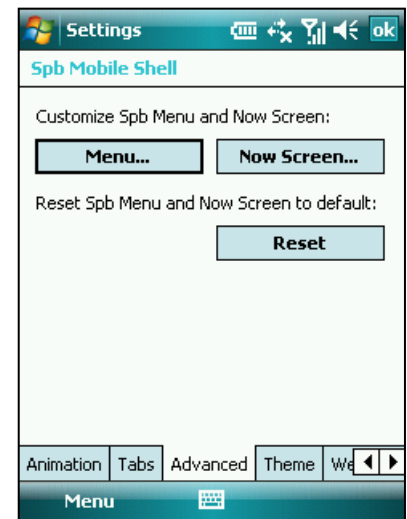 Settings ok
Spb Mobile Shell
Customize Spb Menu and Now Screen:
Menu... Now Screen...
Reset Spb Menu and Now Screen to default:
Reset
Animation Tabs Advanced Theme We
Menu